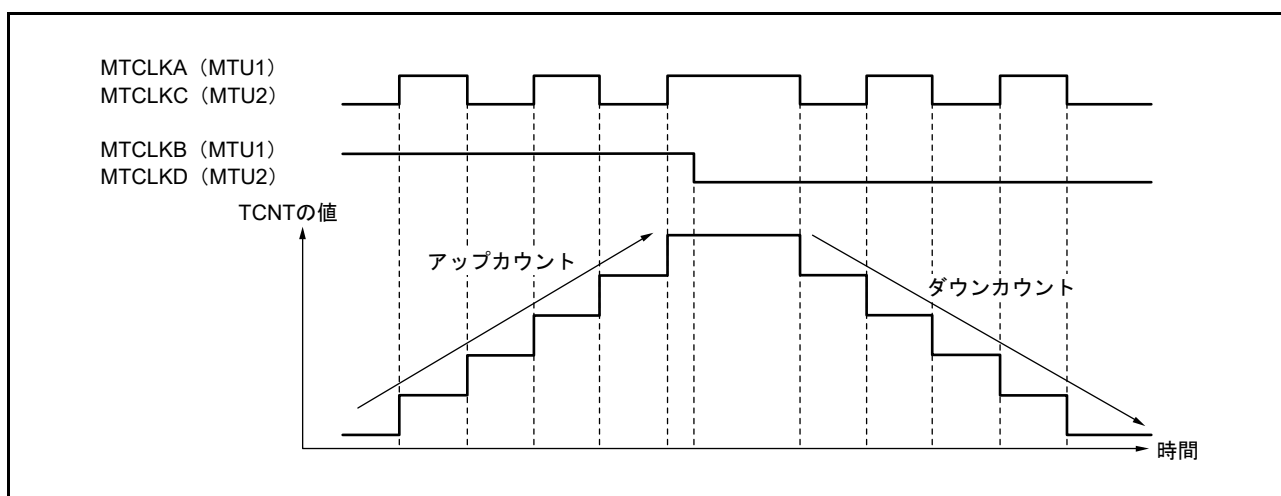 MTCLKA（MTU1）
MTCLKC（MTU2）
MTCLKB（MTU1）
MTCLKD（MTU2）
TCNTの値
アップカウント
ダウンカウント
時間